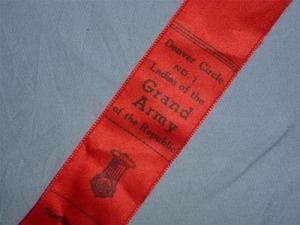 Denver Circle
NO. 1
Ladies of the
Grand
Army
of the Republic